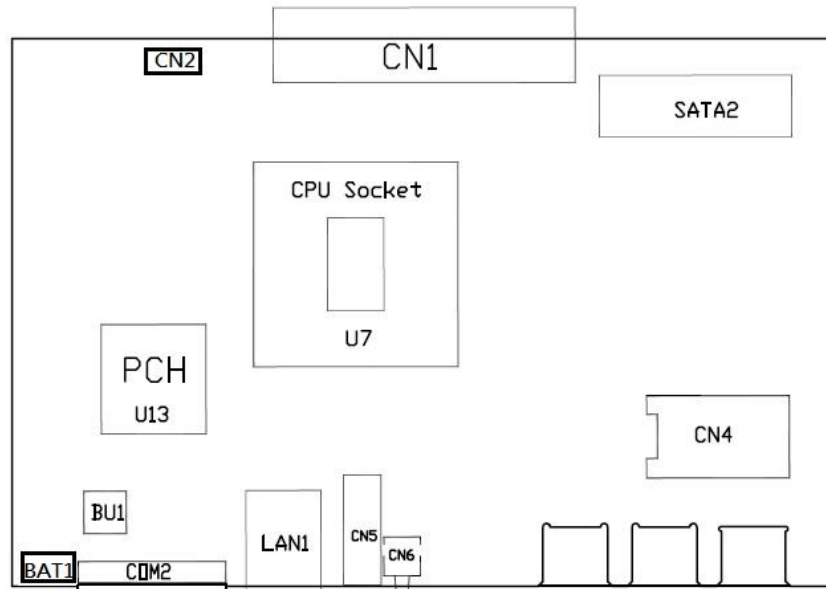 CN2
CN1
SATA2
CPU Socket
U7
PCH
U13
CN4
BU1
LAN1
CN5
CN6
BAT1
COM2